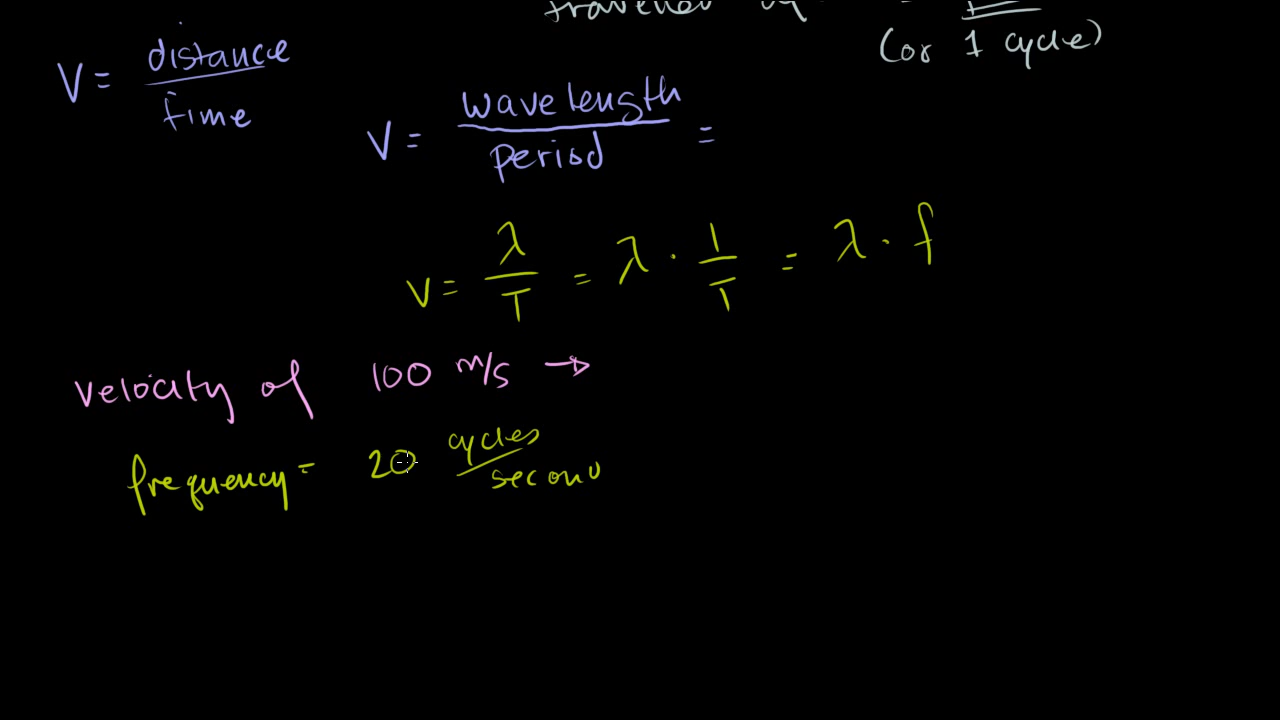 (or 1 cycle)
V = distance / time
V = wavelength / period =
v = λ / T = λ · 1 / T = λ · f
Velocity of 100 m/s →
frequency = 20 cycles / second